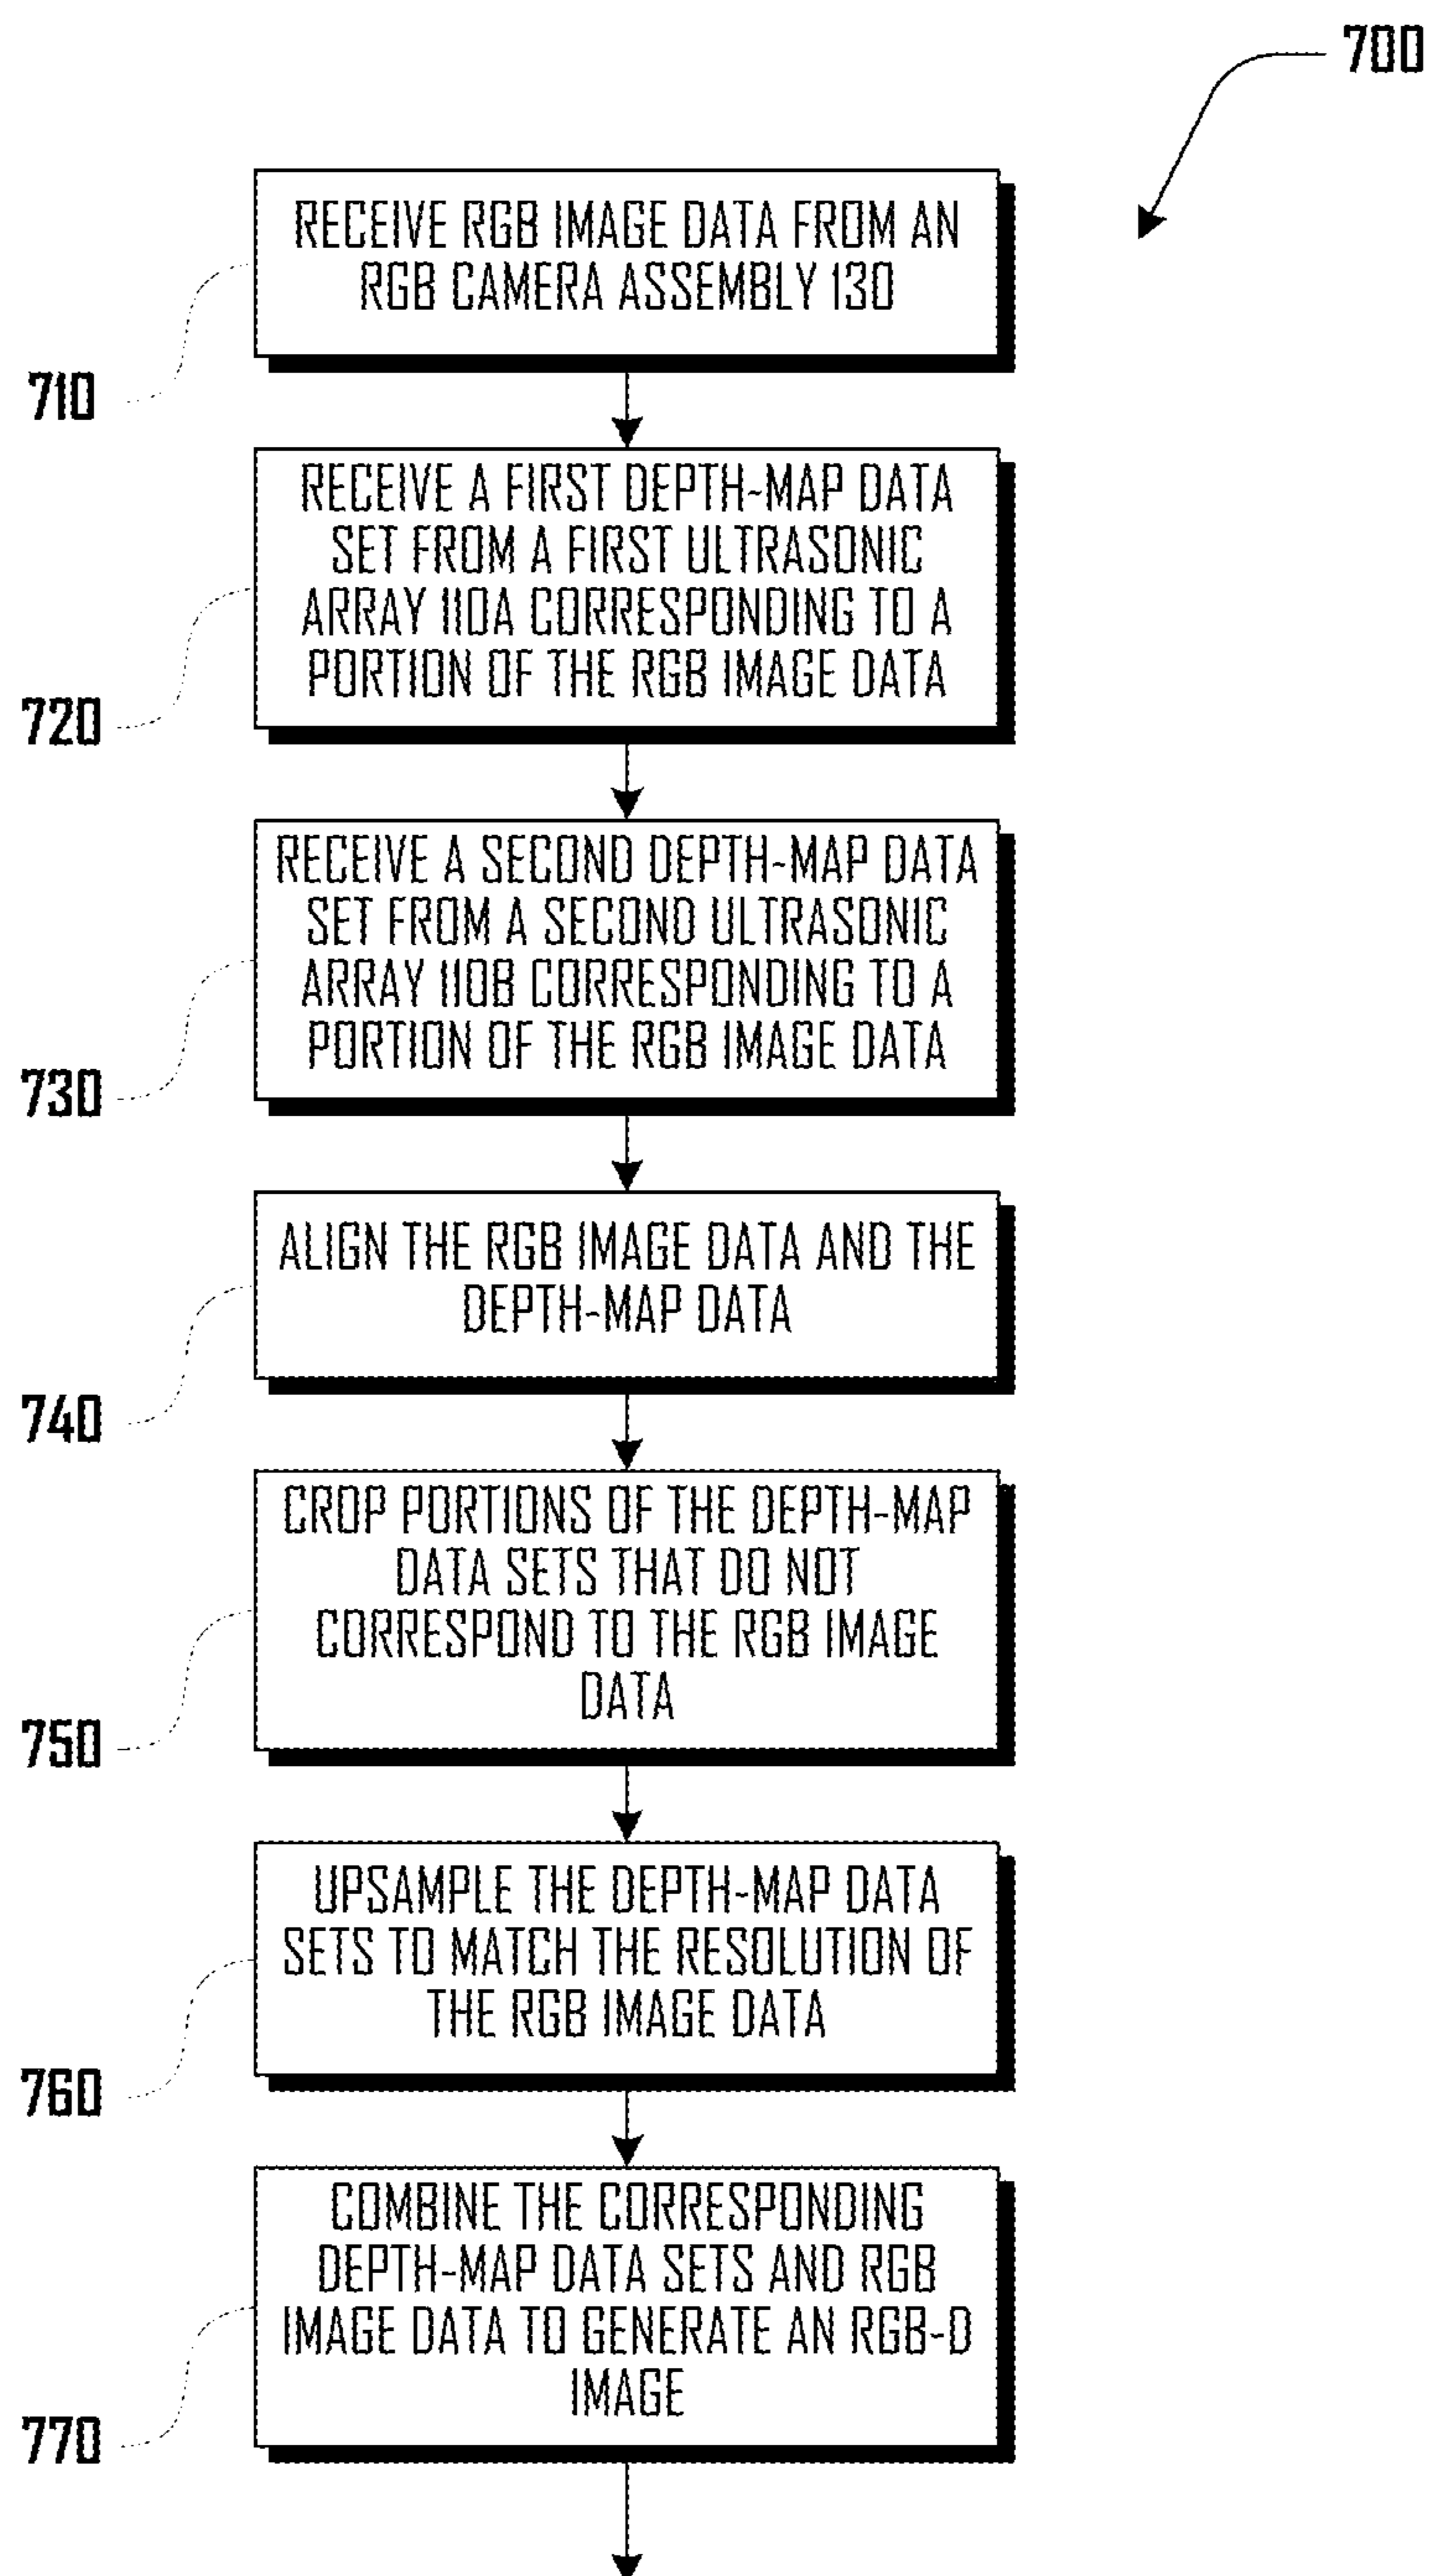 700
RECEIVE RGB IMAGE DATA FROM AN
RGB CAMERA ASSEMBLY 130
710
RECEIVE A FIRST DEPTH-MAP DATA
SET FROM A FIRST ULTRASONIC
ARRAY 110A CORRESPONDING TO A
PORTION OF THE RGB IMAGE DATA
720
RECEIVE A SECOND DEPTH-MAP DATA
SET FROM A SECOND ULTRASONIC
ARRAY 110B CORRESPONDING TO A
PORTION OF THE RGB IMAGE DATA
730
ALIGN THE RGB IMAGE DATA AND THE
DEPTH-MAP DATA
740
CROP PORTIONS OF THE DEPTH-MAP
DATA SETS THAT DO NOT
CORRESPOND TO THE RGB IMAGE
DATA
750
UPSAMPLE THE DEPTH-MAP DATA
SETS TO MATCH THE RESOLUTION OF
THE RGB IMAGE DATA
760
COMBINE THE CORRESPONDING
DEPTH-MAP DATA SETS AND RGB
IMAGE DATA TO GENERATE AN RGB-D
IMAGE
770